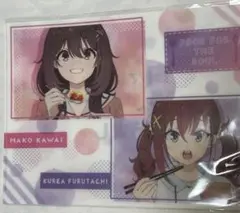 FOOD FOR
THE
SOUL
MAKO KAWAI
KUREA FURUTACHI